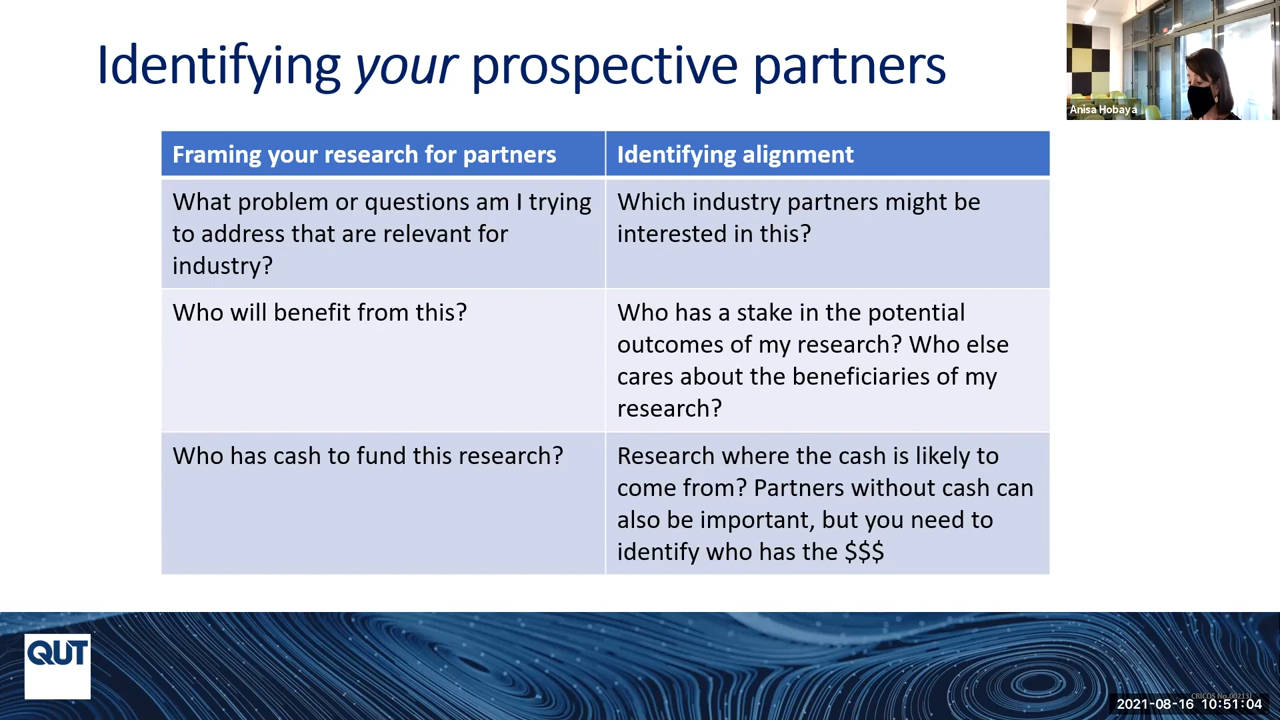 Identifying your prospective partners
Anisa Hobaya
Framing your research for partners
Identifying alignment
What problem or questions am I trying
to address that are relevant for
industry?
Which industry partners might be
interested in this?
Who will benefit from this?
Who has a stake in the potential
outcomes of my research? Who else
cares about the beneficiaries of my
research?
Who has cash to fund this research?
Research where the cash is likely to
come from? Partners without cash can
also be important, but you need to
identify who has the $$$
QUT
CRICOS No.00213J
2021-08-16 10:51:04